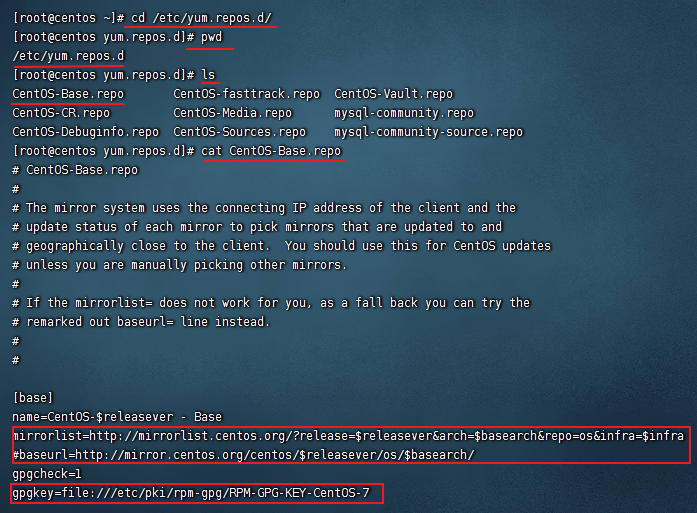 [root@centos ~]# cd /etc/yum.repos.d/
[root@centos yum.repos.d]# pwd
/etc/yum.repos.d
[root@centos yum.repos.d]# ls
CentOS-Base.repo       CentOS-fasttrack.repo  CentOS-Vault.repo
CentOS-CR.repo         CentOS-Media.repo      mysql-community.repo
CentOS-Debuginfo.repo  CentOS-Sources.repo    mysql-community-source.repo
[root@centos yum.repos.d]# cat CentOS-Base.repo
# CentOS-Base.repo
#
# The mirror system uses the connecting IP address of the client and the
# update status of each mirror to pick mirrors that are updated to and
# geographically close to the client.  You should use this for CentOS updates
# unless you are manually picking other mirrors.
#
# If the mirrorlist= does not work for you, as a fall back you can try the
# remarked out baseurl= line instead.
#
#
[base]
name=CentOS-$releasever - Base
mirrorlist=http://mirrorlist.centos.org/?release=$releasever&arch=$basearch&repo=os&infra=$infra
#baseurl=http://mirror.centos.org/centos/$releasever/os/$basearch/
gpgcheck=1
gpgkey=file:///etc/pki/rpm-gpg/RPM-GPG-KEY-CentOS-7